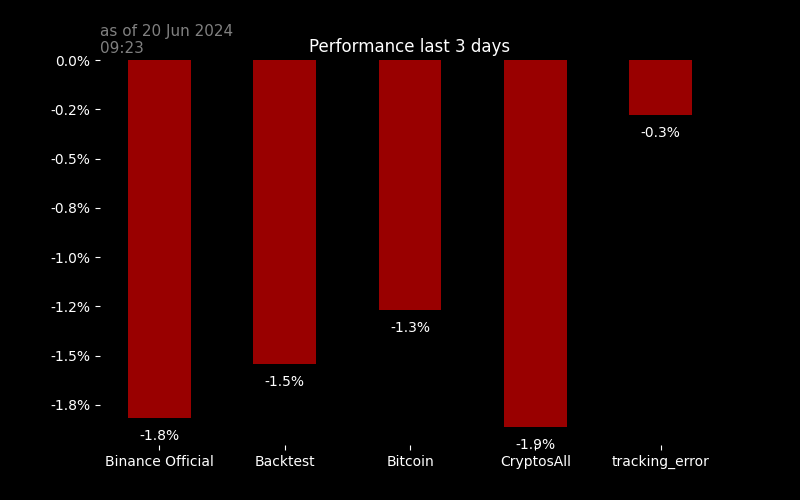 as of 20 Jun 2024
09:23
Performance last 3 days
0.0%
-0.2%
-0.5%
-0.8%
-1.0%
-1.2%
-1.5%
-1.8%
-1.8%
-1.5%
-1.3%
-1.9%
-0.3%
Binance Official
Backtest
Bitcoin
CryptosAll
tracking_error